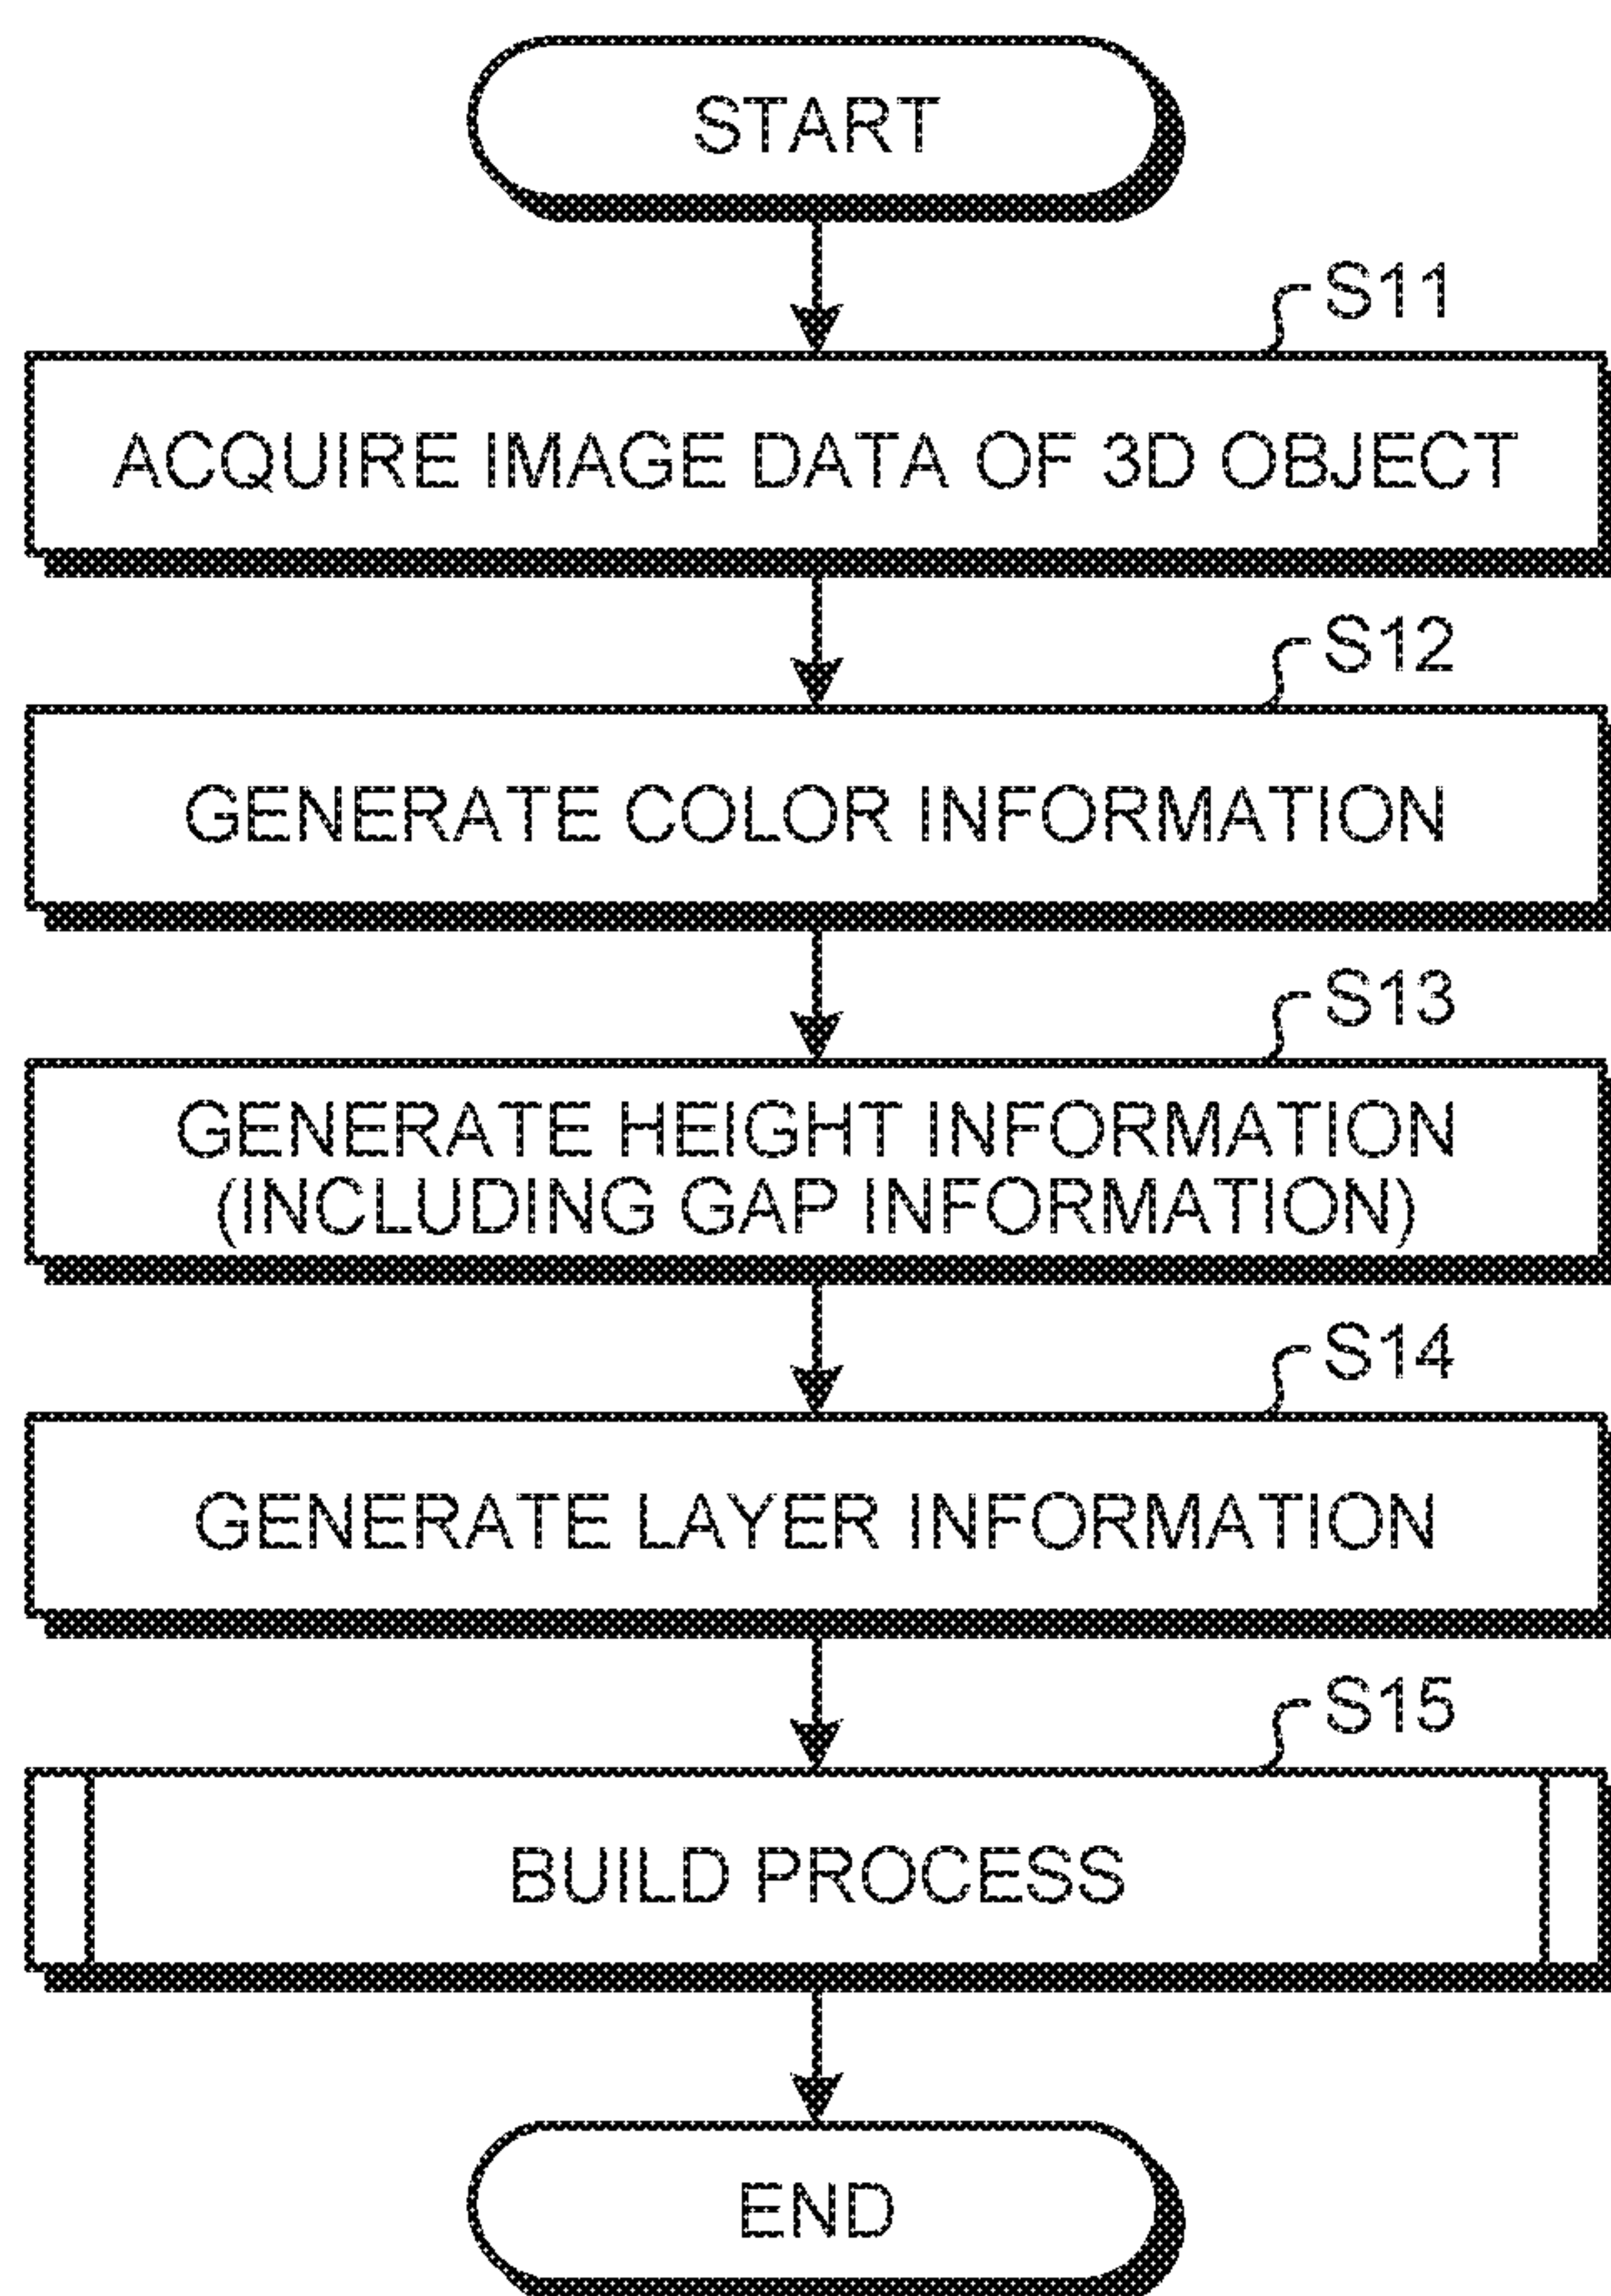 START
S11
ACQUIRE IMAGE DATA OF 3D OBJECT
S12
GENERATE COLOR INFORMATION
S13
GENERATE HEIGHT INFORMATION
(INCLUDING GAP INFORMATION)
S14
GENERATE LAYER INFORMATION
S15
BUILD PROCESS
END